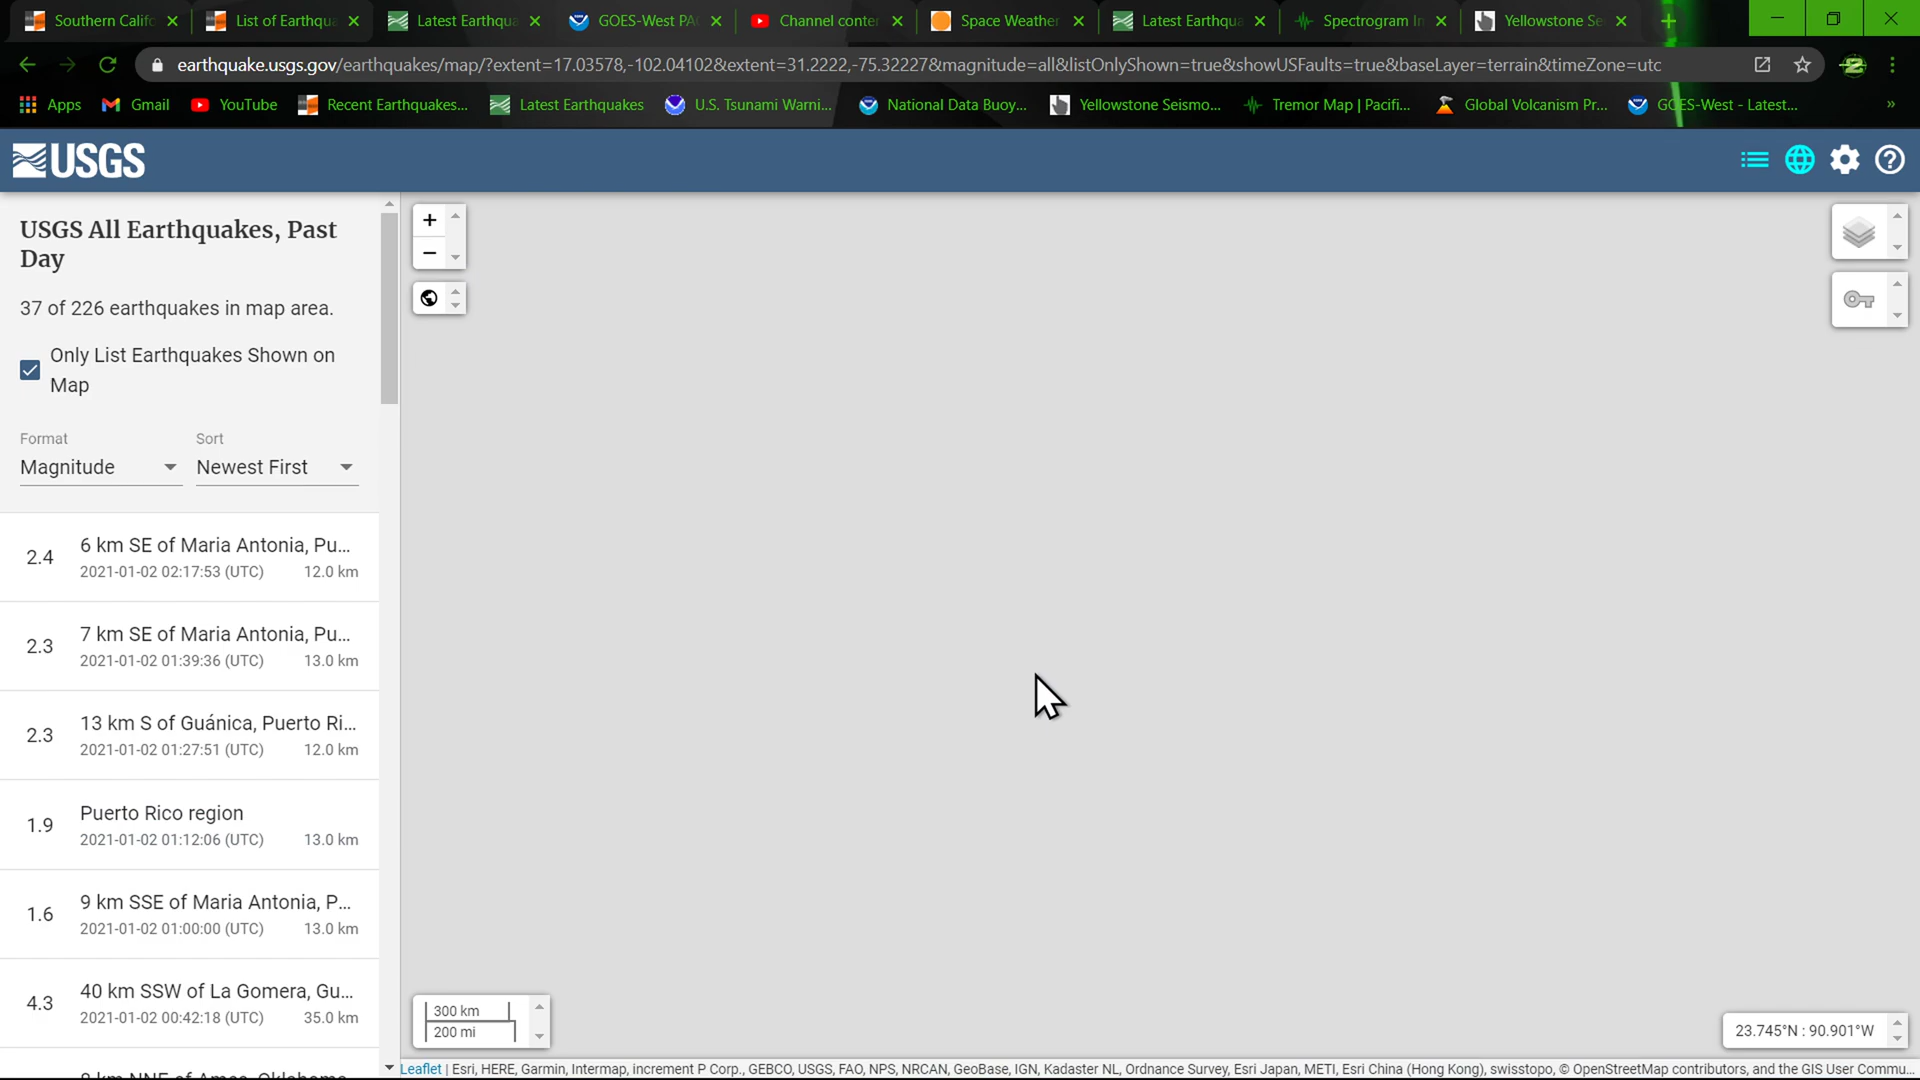 Southern Califc
List of Earthqua
Latest Earthqua
GOES-West PA
Channel conter
Space Weather
Latest Earthqua
Spectrogram In
Yellowstone Se
earthquake.usgs.gov/earthquakes/map/?extent=17.03578,-102.04102&extent=31.2222,-75.32227&magnitude=all&listOnlyShown=true&showUSFaults=true&baseLayer=terrain&timeZone=utc
Apps
Gmail
YouTube
Recent Earthquakes...
Latest Earthquakes
U.S. Tsunami Warni...
National Data Buoy...
Yellowstone Seismo...
Tremor Map | Pacifi...
Global Volcanism Pr...
GOES-West - Latest...
»
USGS
USGS All Earthquakes, Past
Day
37 of 226 earthquakes in map area.
Only List Earthquakes Shown on
Map
Format
Sort
Magnitude
Newest First
2.4
6 km SE of Maria Antonia, Pu...
2021-01-02 02:17:53 (UTC)
12.0 km
2.3
7 km SE of Maria Antonia, Pu...
2021-01-02 01:39:36 (UTC)
13.0 km
2.3
13 km S of Guánica, Puerto Ri...
2021-01-02 01:27:51 (UTC)
12.0 km
1.9
Puerto Rico region
2021-01-02 01:12:06 (UTC)
13.0 km
1.6
9 km SSE of Maria Antonia, P...
2021-01-02 01:00:00 (UTC)
13.0 km
4.3
40 km SSW of La Gomera, Gu...
2021-01-02 00:42:18 (UTC)
35.0 km
+
−
300 km
200 mi
23.745°N : 90.901°W
Leaflet | Esri, HERE, Garmin, Intermap, increment P Corp., GEBCO, USGS, FAO, NPS, NRCAN, GeoBase, IGN, Kadaster NL, Ordnance Survey, Esri Japan, METI, Esri China (Hong Kong), swisstopo, © OpenStreetMap contributors, and the GIS User Commu...